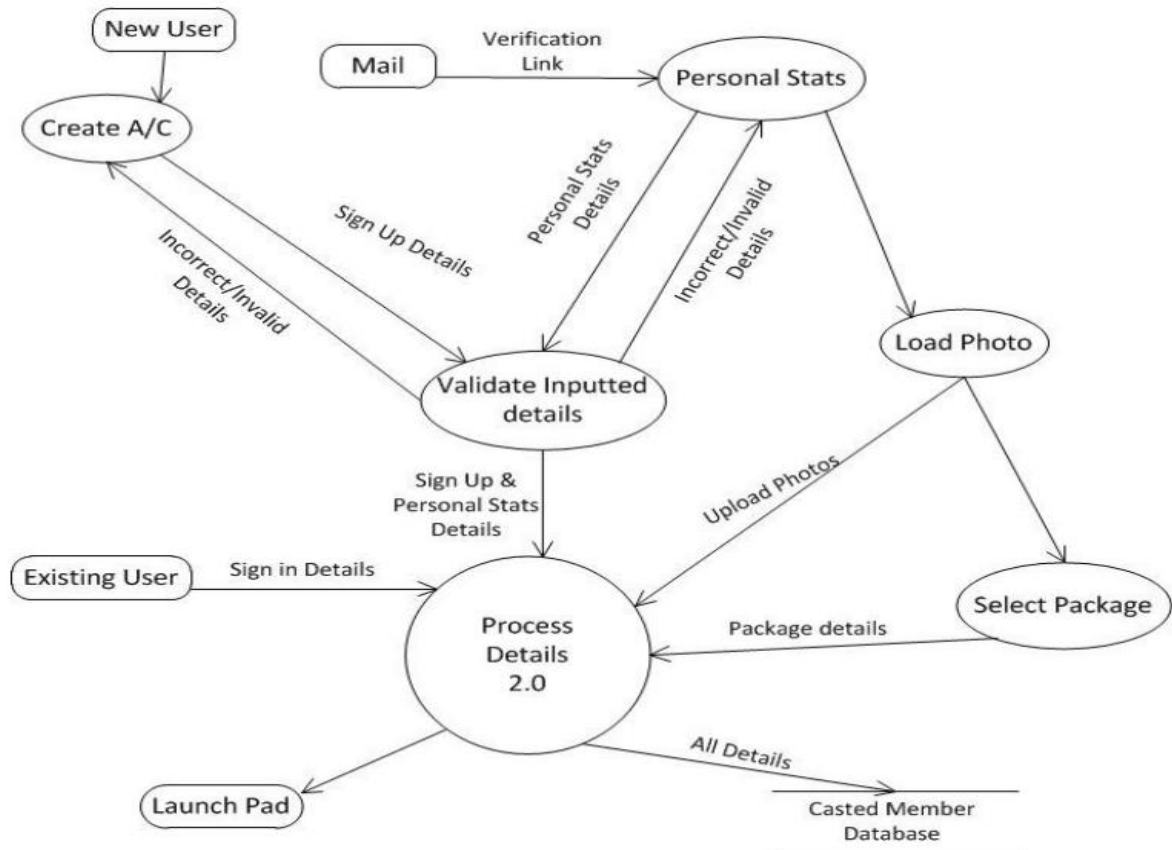 New User
Mail
Verification
Link
Personal Stats
Create A/C
Sign Up Details
Incorrect/Invalid
Details
Personal Stats
Details
Incorrect/Invalid
Details
Load Photo
Validate Inputted
details
Sign Up &
Personal Stats
Details
Upload Photos
Existing User
Sign in Details
Select Package
Process
Details
2.0
Package details
All Details
Launch Pad
Casted Member
Database